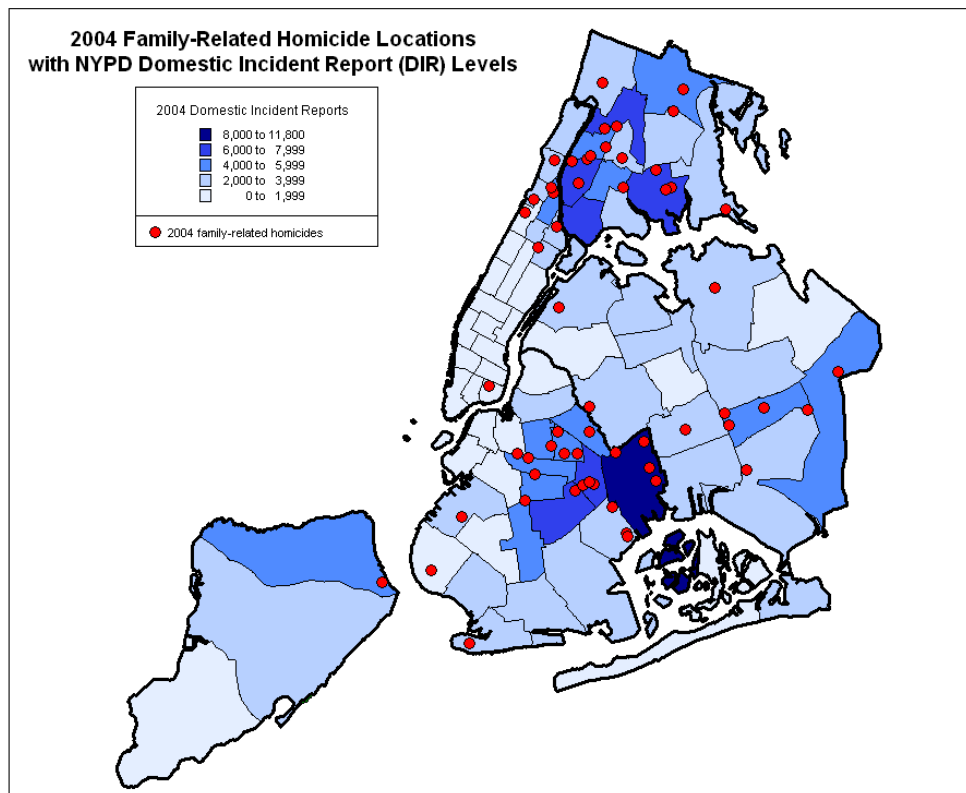 2004 Family-Related Homicide Locations
with NYPD Domestic Incident Report (DIR) Levels
2004 Domestic Incident Reports
8,000 to 11,800
6,000 to 7,999
4,000 to 5,999
2,000 to 3,999
0 to 1,999
2004 family-related homicides